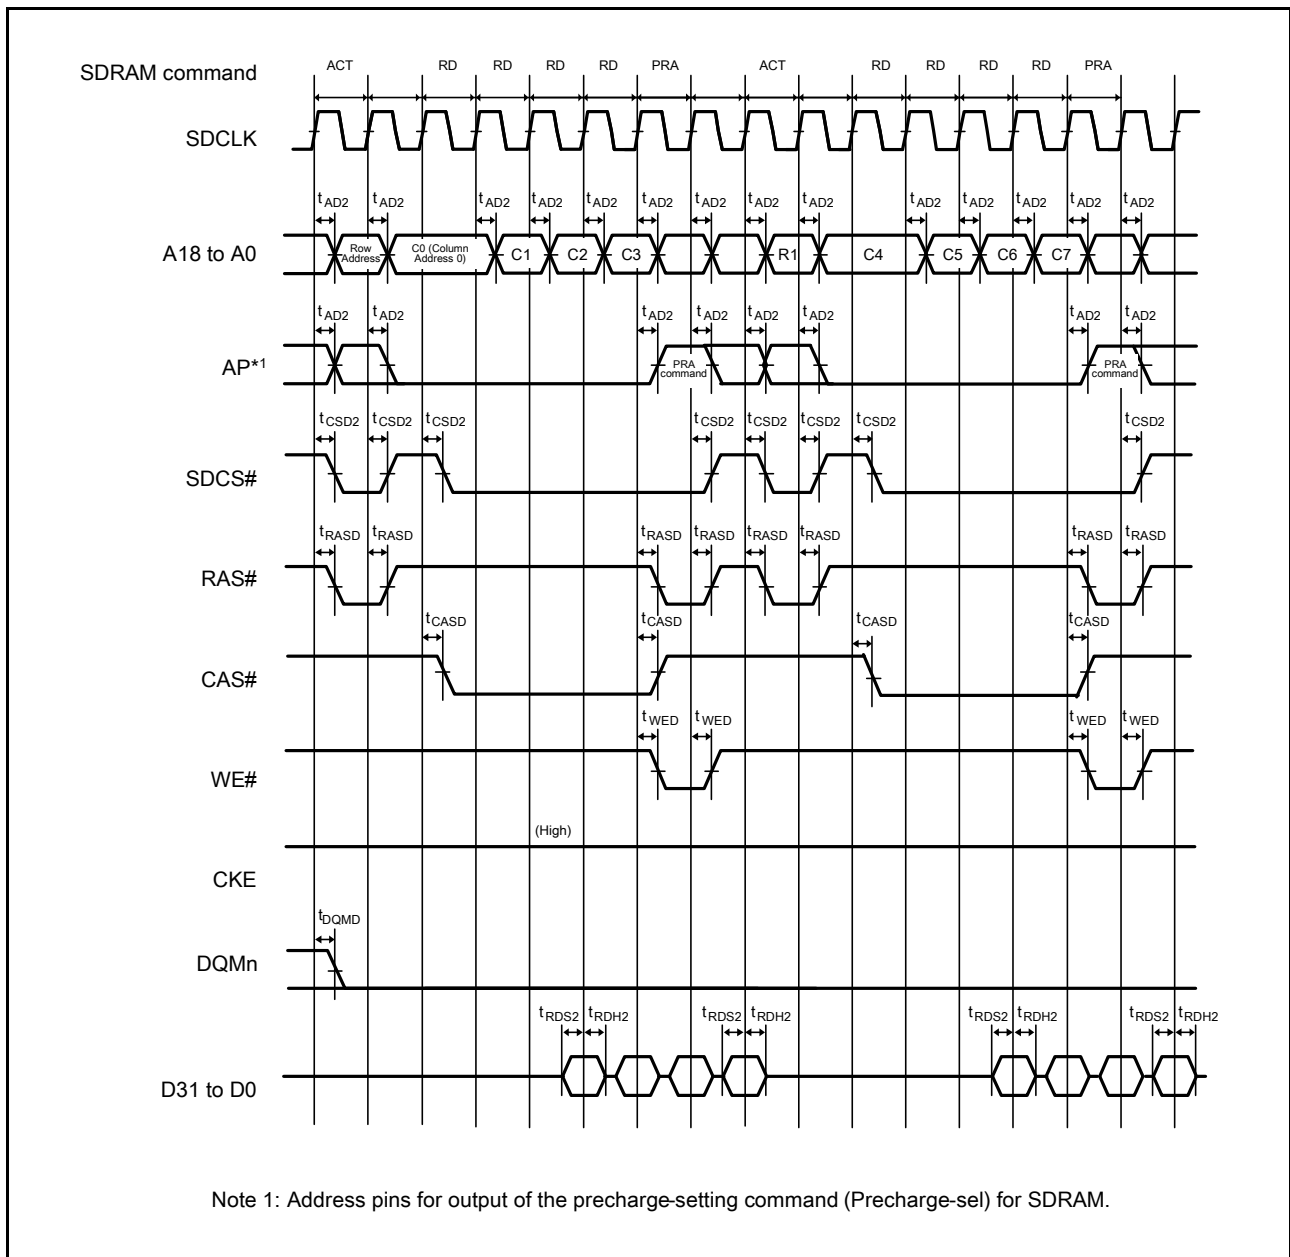 ACT RD RD RD RD PRA ACT RD RD RD RD PRA
SDRAM command
SDCLK
tAD2 tAD2 tAD2 tAD2 tAD2 tAD2 tAD2 tAD2 tAD2 tAD2 tAD2 tAD2 tAD2 tAD2
A18 to A0
Row
Address
C0 (Column
Address 0)
C1 C2 C3 R1 C4 C5 C6 C7
tAD2 tAD2 tAD2 tAD2 tAD2 tAD2 tAD2 tAD2
AP*1
PRA
command
PRA
command
tCSD2 tCSD2 tCSD2 tCSD2 tCSD2 tCSD2 tCSD2 tCSD2
SDCS#
tRASD tRASD tRASD tRASD tRASD tRASD tRASD tRASD
RAS#
tCASD tCASD tCASD tCASD
CAS#
tWED tWED tWED tWED
WE#
(High)
CKE
tDQMD
DQMn
tRDS2 tRDH2 tRDS2 tRDH2 tRDS2 tRDH2 tRDS2 tRDH2
D31 to D0
Note 1: Address pins for output of the precharge-setting command (Precharge-sel) for SDRAM.